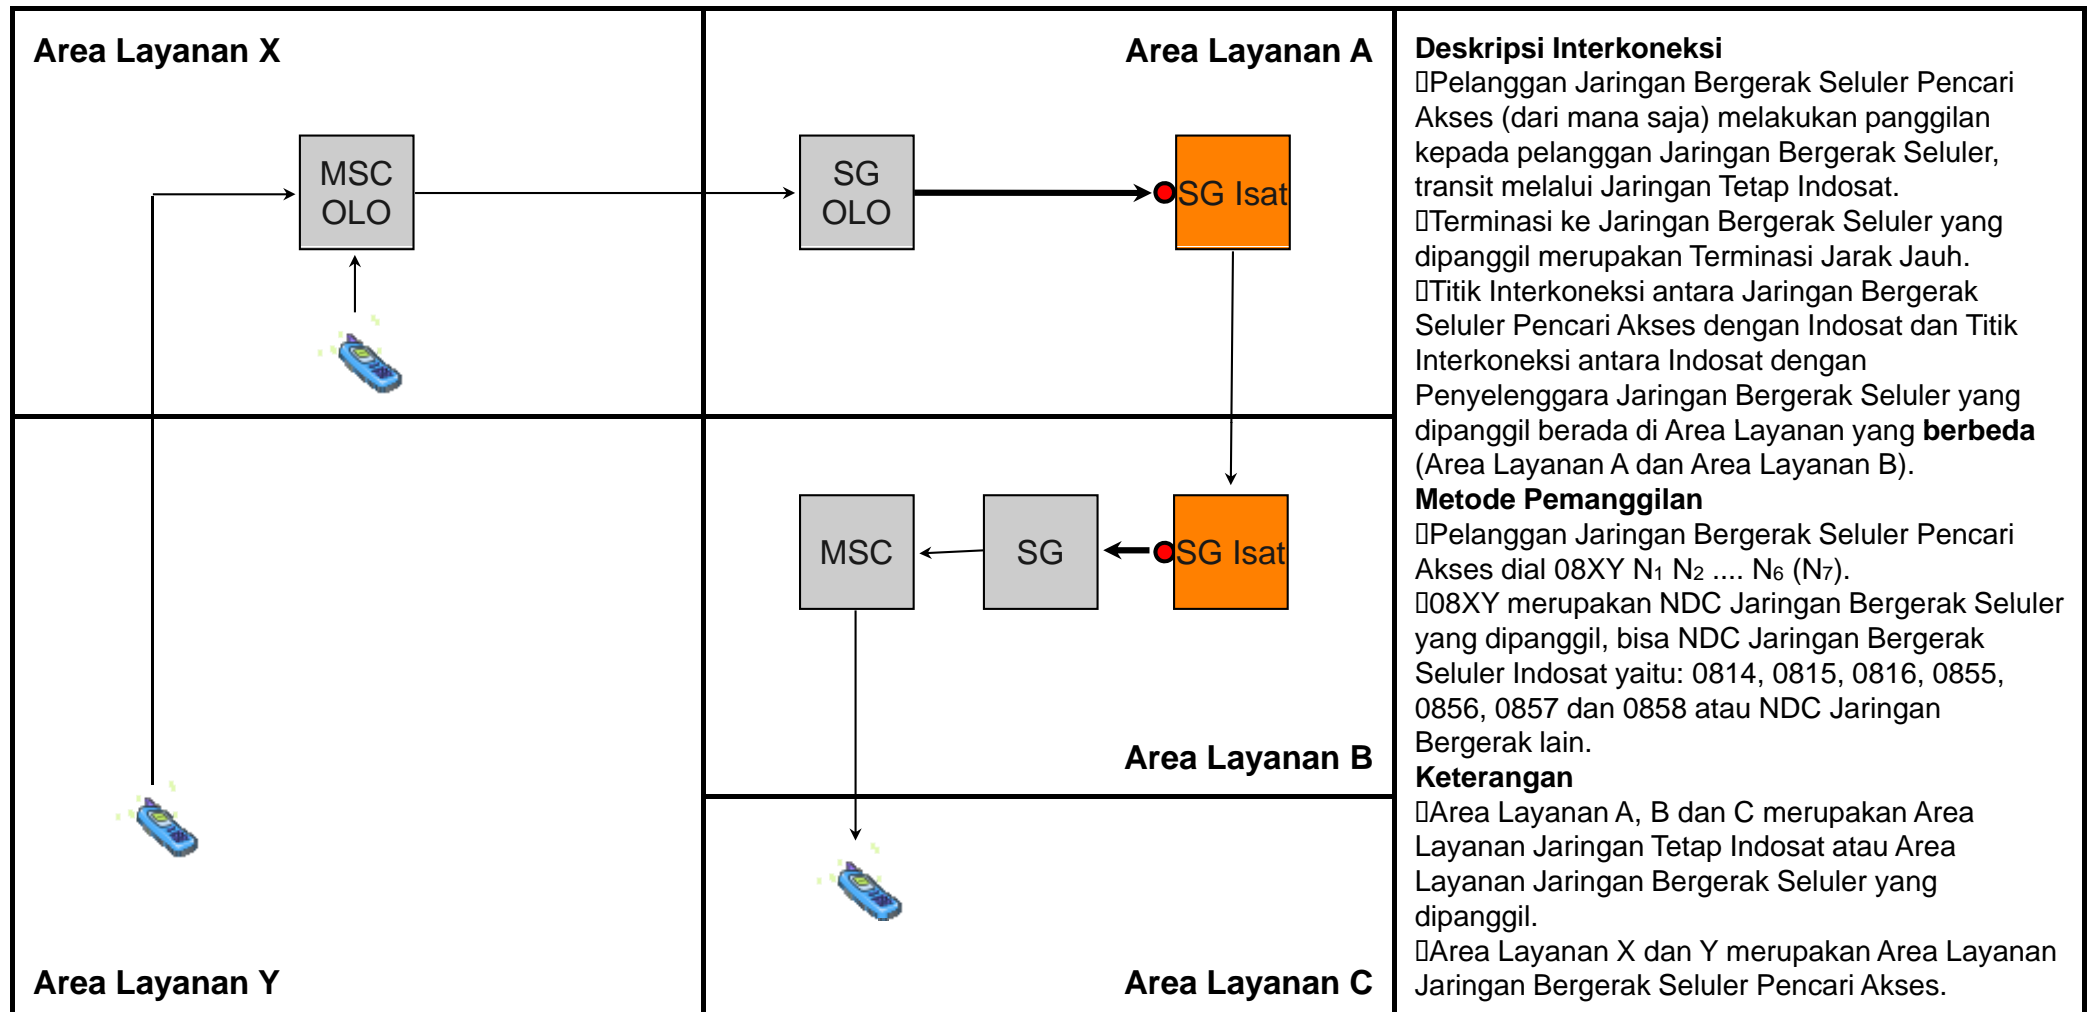 Area Layanan X
Area Layanan A
MSC
OLO
SG
OLO
SG Isat
MSC
SG
SG Isat
Area Layanan B
Area Layanan Y
Area Layanan C
Deskripsi Interkoneksi
▯Pelanggan Jaringan Bergerak Seluler Pencari
Akses (dari mana saja) melakukan panggilan
kepada pelanggan Jaringan Bergerak Seluler,
transit melalui Jaringan Tetap Indosat.
▯Terminasi ke Jaringan Bergerak Seluler yang
dipanggil merupakan Terminasi Jarak Jauh.
▯Titik Interkoneksi antara Jaringan Bergerak
Seluler Pencari Akses dengan Indosat dan Titik
Interkoneksi antara Indosat dengan
Penyelenggara Jaringan Bergerak Seluler yang
dipanggil berada di Area Layanan yang berbeda
(Area Layanan A dan Area Layanan B).
Metode Pemanggilan
▯Pelanggan Jaringan Bergerak Seluler Pencari
Akses dial 08XY N₁ N₂ .... N₆ (N₇).
▯08XY merupakan NDC Jaringan Bergerak Seluler
yang dipanggil, bisa NDC Jaringan Bergerak
Seluler Indosat yaitu: 0814, 0815, 0816, 0855,
0856, 0857 dan 0858 atau NDC Jaringan
Bergerak lain.
Keterangan
▯Area Layanan A, B dan C merupakan Area
Layanan Jaringan Tetap Indosat atau Area
Layanan Jaringan Bergerak Seluler yang
dipanggil.
▯Area Layanan X dan Y merupakan Area Layanan
Jaringan Bergerak Seluler Pencari Akses.